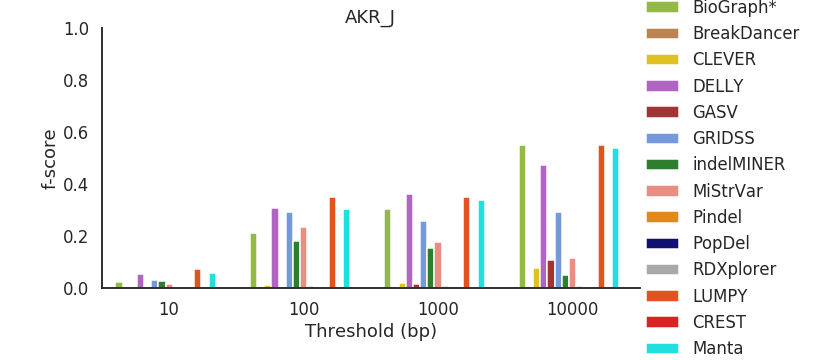 AKR_J
1.0
0.8
0.6
0.4
0.2
0.0
f-score
10 100 1000 10000
Threshold (bp)
BioGraph*
BreakDancer
CLEVER
DELLY
GASV
GRIDSS
indelMINER
MiStrVar
Pindel
PopDel
RDXplorer
LUMPY
CREST
Manta